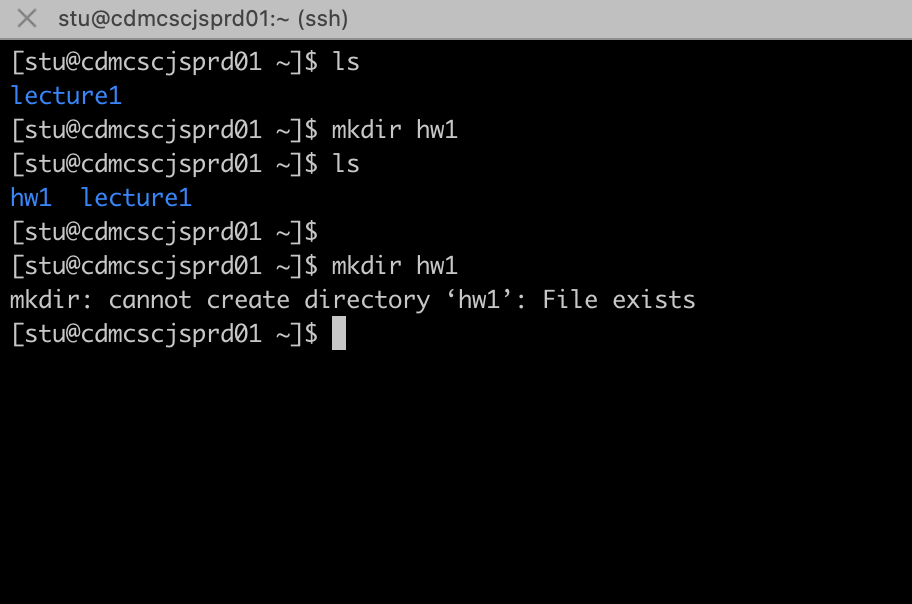 stu@cdmcscjsprd01:~ (ssh)
[stu@cdmcscjsprd01 ~]$ ls
lecture1
[stu@cdmcscjsprd01 ~]$ mkdir hw1
[stu@cdmcscjsprd01 ~]$ ls
hw1  lecture1
[stu@cdmcscjsprd01 ~]$
[stu@cdmcscjsprd01 ~]$ mkdir hw1
mkdir: cannot create directory ‘hw1’: File exists
[stu@cdmcscjsprd01 ~]$